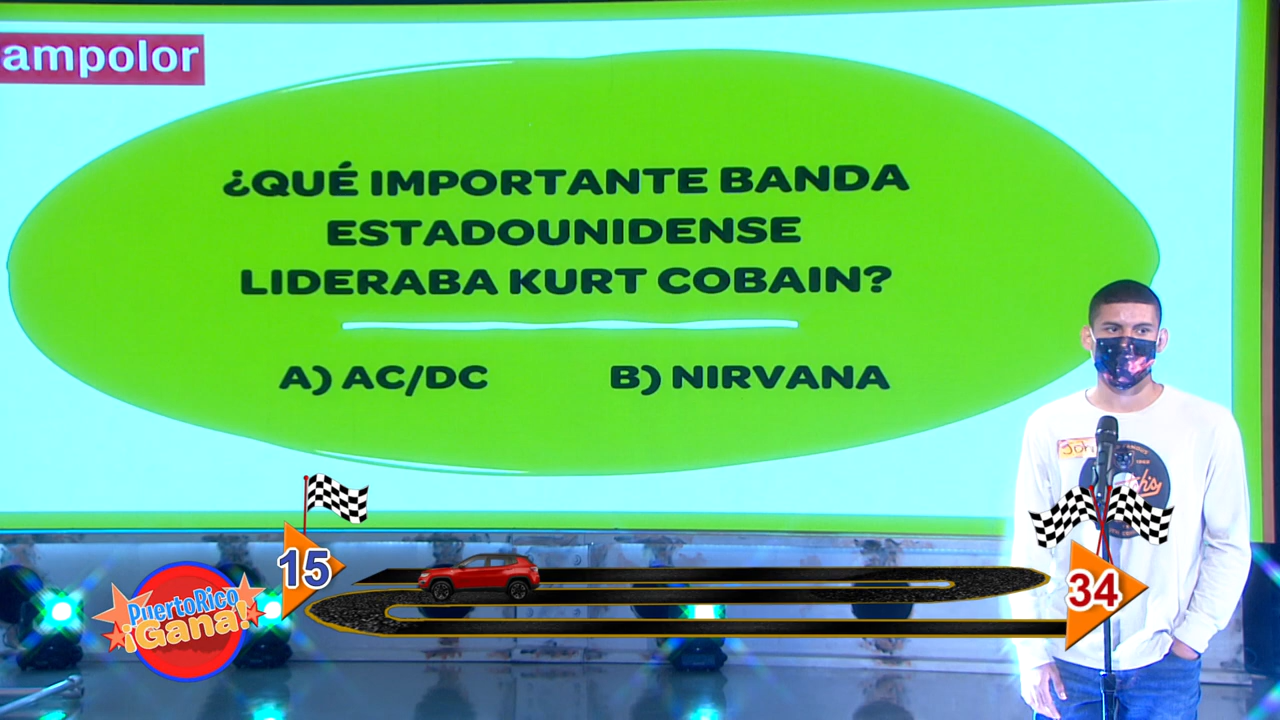 ampolor
¿QUÉ IMPORTANTE BANDA
ESTADOUNIDENSE
LIDERABA KURT COBAIN?
A) AC/DC B) NIRVANA
15
34
PuertoRico
¡Gana!